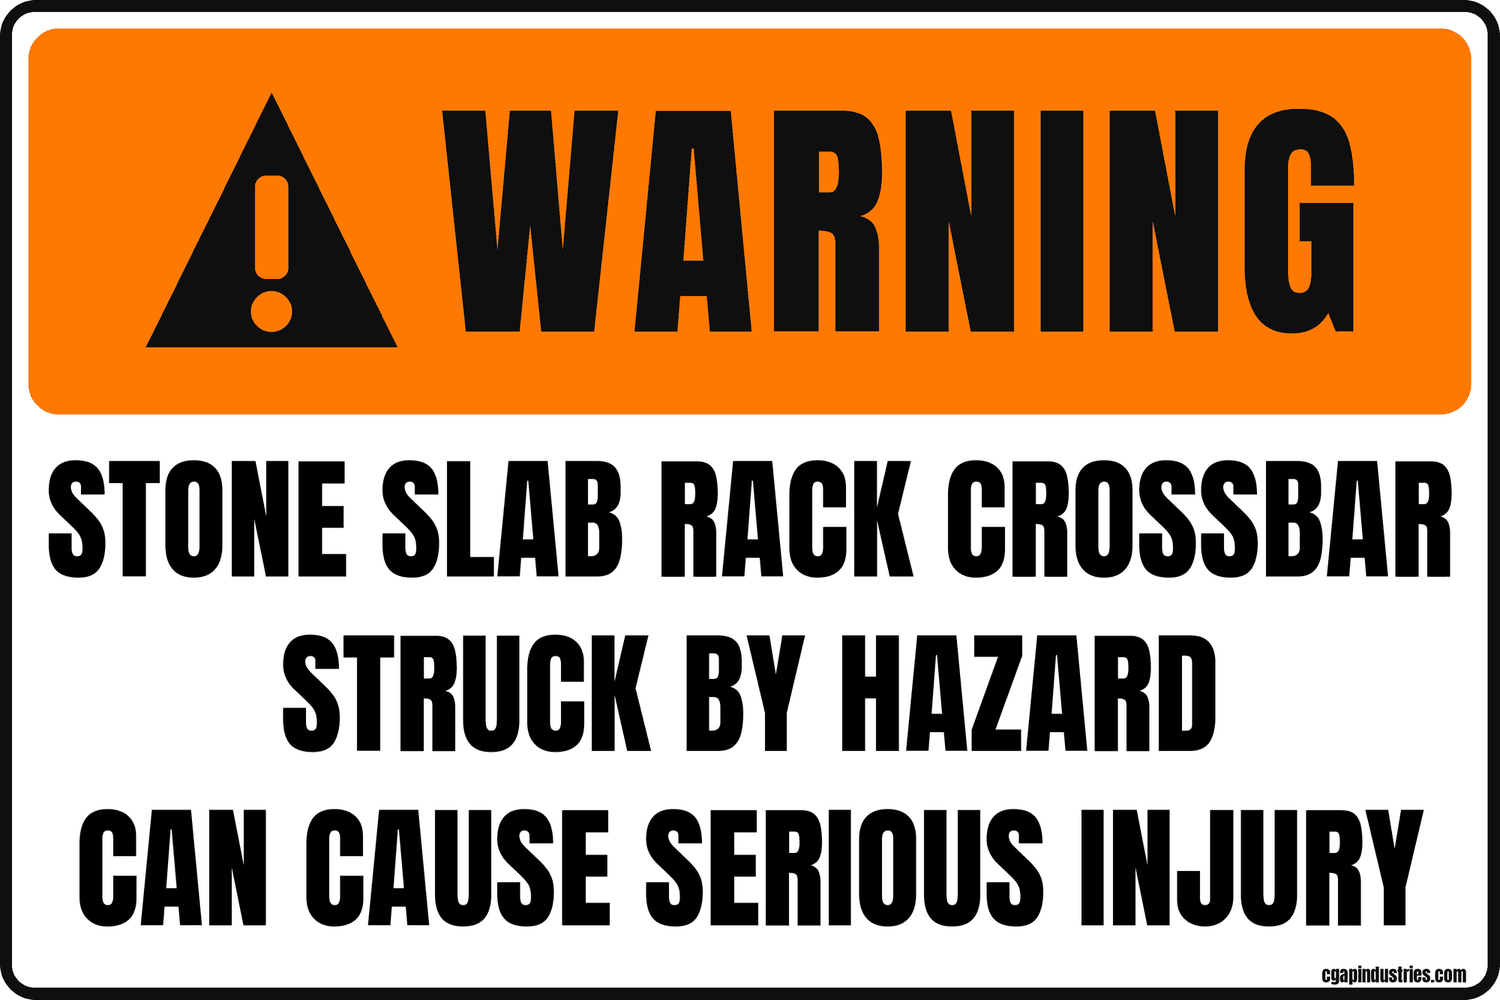 WARNING
STONE SLAB RACK CROSSBAR
STRUCK BY HAZARD
CAN CAUSE SERIOUS INJURY
cgapindustries.com